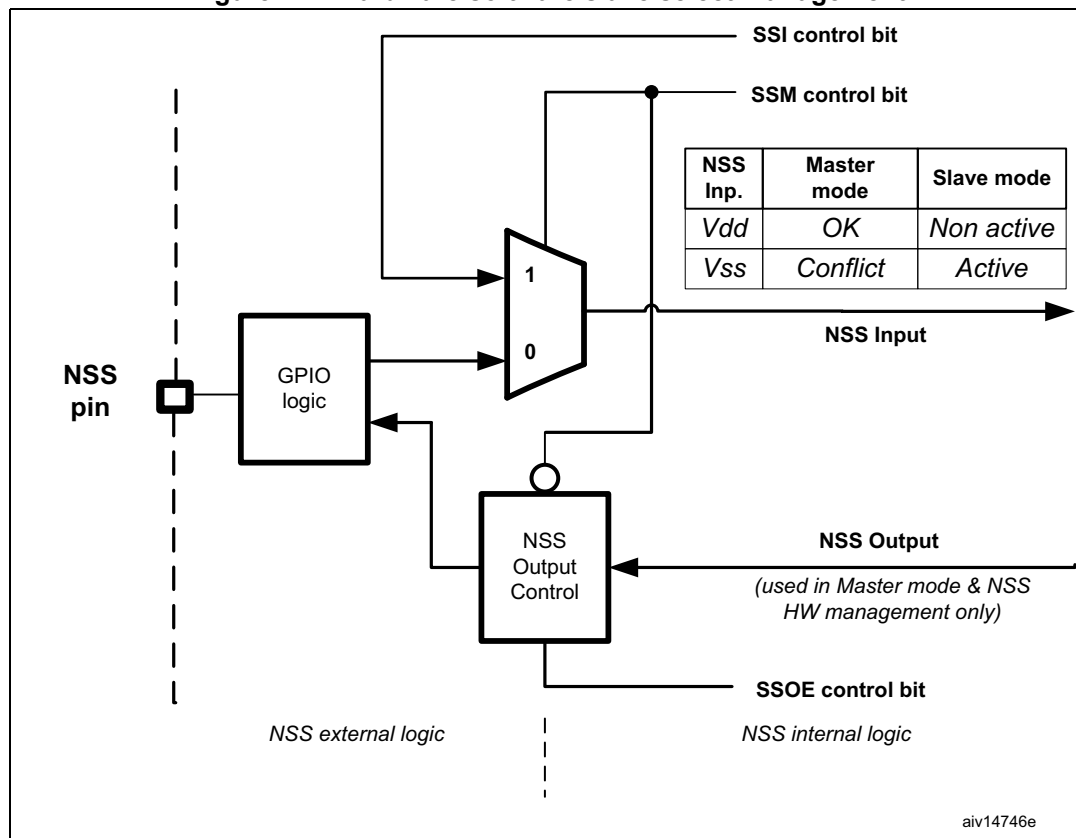 SSI control bit
SSM control bit
NSS Inp. Master mode Slave mode
Vdd OK Non active
Vss Conflict Active
1
0
NSS Input
NSS
pin
GPIO
logic
NSS
Output
Control
NSS Output
(used in Master mode & NSS
HW management only)
SSOE control bit
NSS external logic
NSS internal logic
aiv14746e